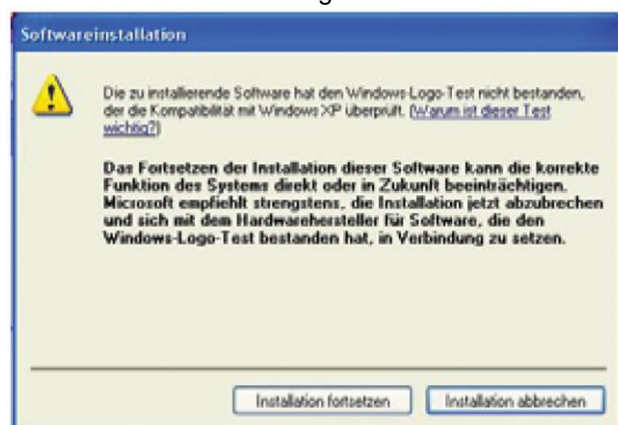 Softwareinstallation
Die zu installierende Software hat den Windows-Logo-Test nicht bestanden,
der die Kompatibilität mit Windows XP überprüft. (Warum ist dieser Test
wichtig?)
Das Fortsetzen der Installation dieser Software kann die korrekte
Funktion des Systems direkt oder in Zukunft beeinträchtigen.
Microsoft empfiehlt strengstens, die Installation jetzt abzubrechen
und sich mit dem Hardwarehersteller für Software, die den
Windows-Logo-Test bestanden hat, in Verbindung zu setzen.
Installation fortsetzen Installation abbrechen